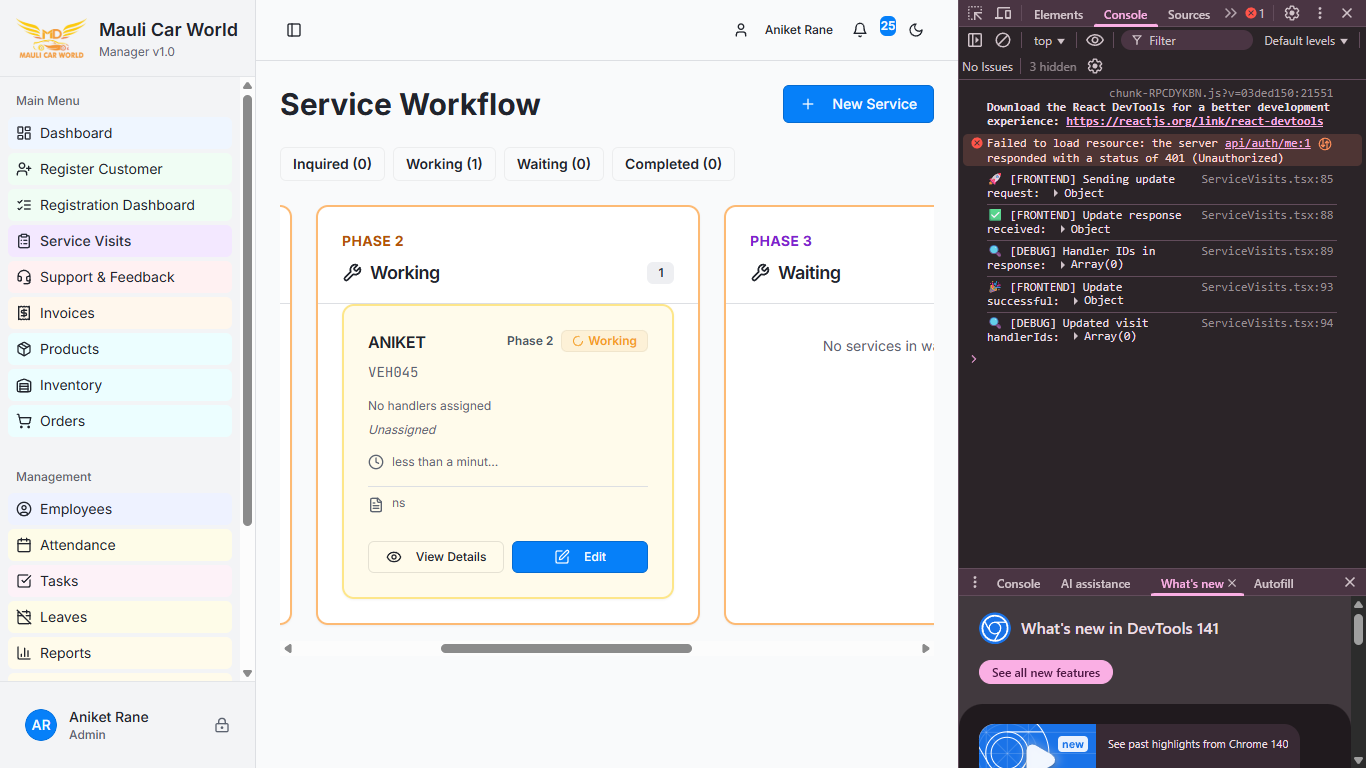 MD
MAULI CAR WORLD
Mauli Car World
Manager v1.0
Main Menu
Dashboard
Register Customer
Registration Dashboard
Service Visits
Support & Feedback
Invoices
Products
Inventory
Orders
Management
Employees
Attendance
Tasks
Leaves
Reports
AR
Aniket Rane
Admin
Aniket Rane
25
Service Workflow
New Service
Inquired (0)
Working (1)
Waiting (0)
Completed (0)
PHASE 2
Working
1
ANIKET
Phase 2
Working
VEH045
No handlers assigned
Unassigned
less than a minut...
ns
View Details
Edit
PHASE 3
Waiting
No services in wa
Elements
Console
Sources
1
top
Filter
Default levels
No Issues
3 hidden
chunk-RPCDYKBN.js?v=03ded150:21551
Download the React DevTools for a better development
experience: https://reactjs.org/link/react-devtools
Failed to load resource: the server api/auth/me:1
responded with a status of 401 (Unauthorized)
🚀 [FRONTEND] Sending update ServiceVisits.tsx:85
request: ▶ Object
✅ [FRONTEND] Update response ServiceVisits.tsx:88
received: ▶ Object
🔍 [DEBUG] Handler IDs in ServiceVisits.tsx:89
response: ▶ Array(0)
🎉 [FRONTEND] Update ServiceVisits.tsx:93
successful: ▶ Object
🔍 [DEBUG] Updated visit ServiceVisits.tsx:94
handlerIds: ▶ Array(0)
Console
AI assistance
What's new
Autofill
What's new in DevTools 141
See all new features
new
See past highlights from Chrome 140